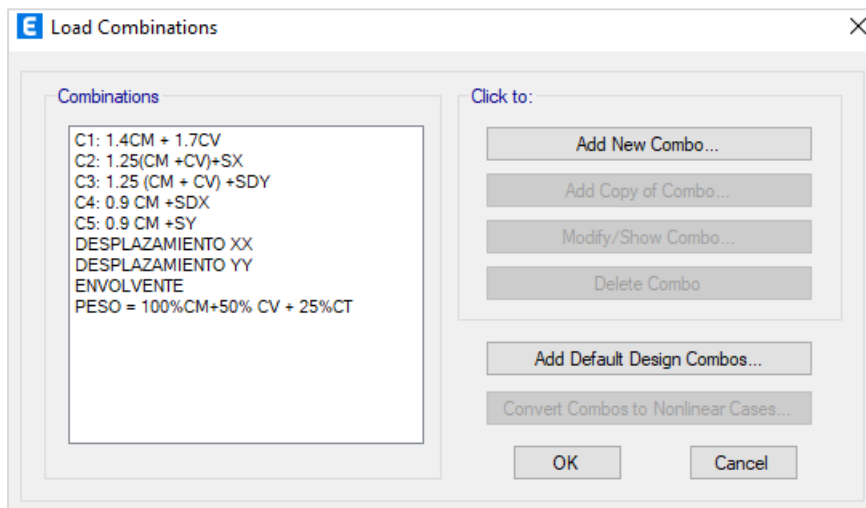 E Load Combinations
Combinations
C1: 1.4CM + 1.7CV
C2: 1.25(CM +CV)+SX
C3: 1.25 (CM + CV) +SDY
C4: 0.9 CM +SDX
C5: 0.9 CM +SY
DESPLAZAMIENTO XX
DESPLAZAMIENTO YY
ENVOLVENTE
PESO = 100%CM+50% CV + 25%CT
Click to:
Add New Combo...
Add Copy of Combo...
Modify/Show Combo...
Delete Combo
Add Default Design Combos...
Convert Combos to Nonlinear Cases...
OK
Cancel